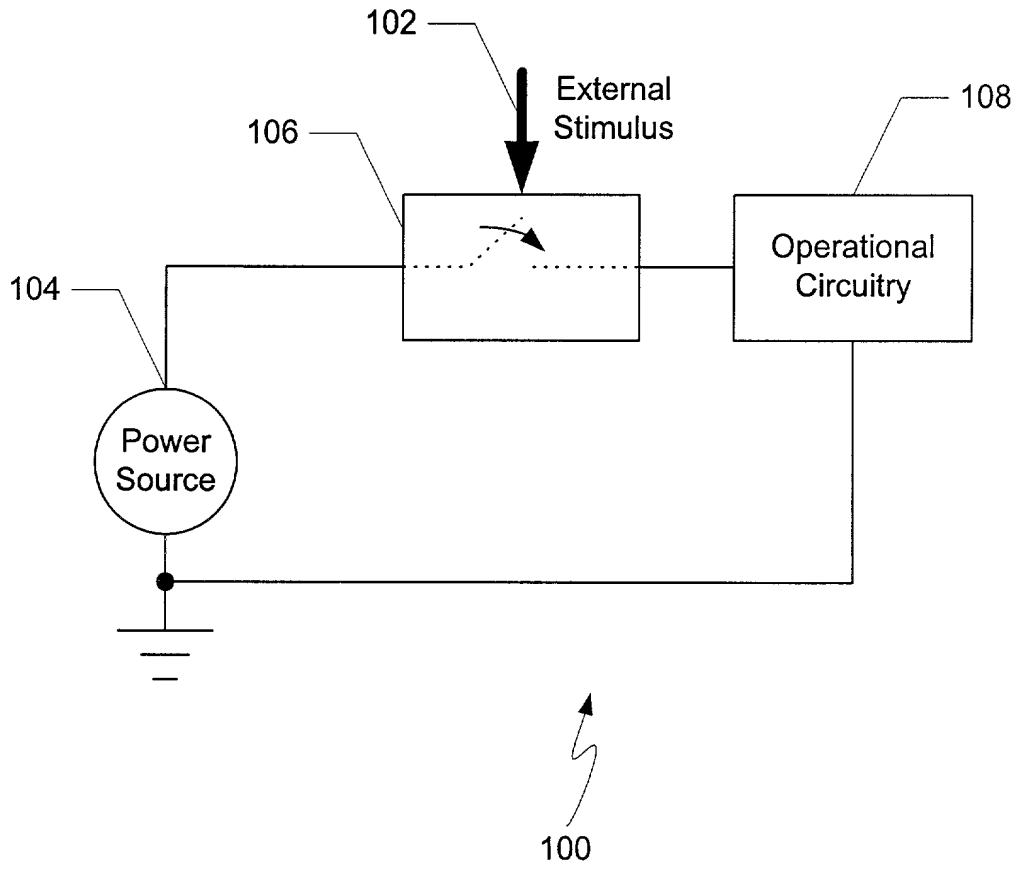 102
External
Stimulus
108
106
Operational
Circuitry
104
Power
Source
100